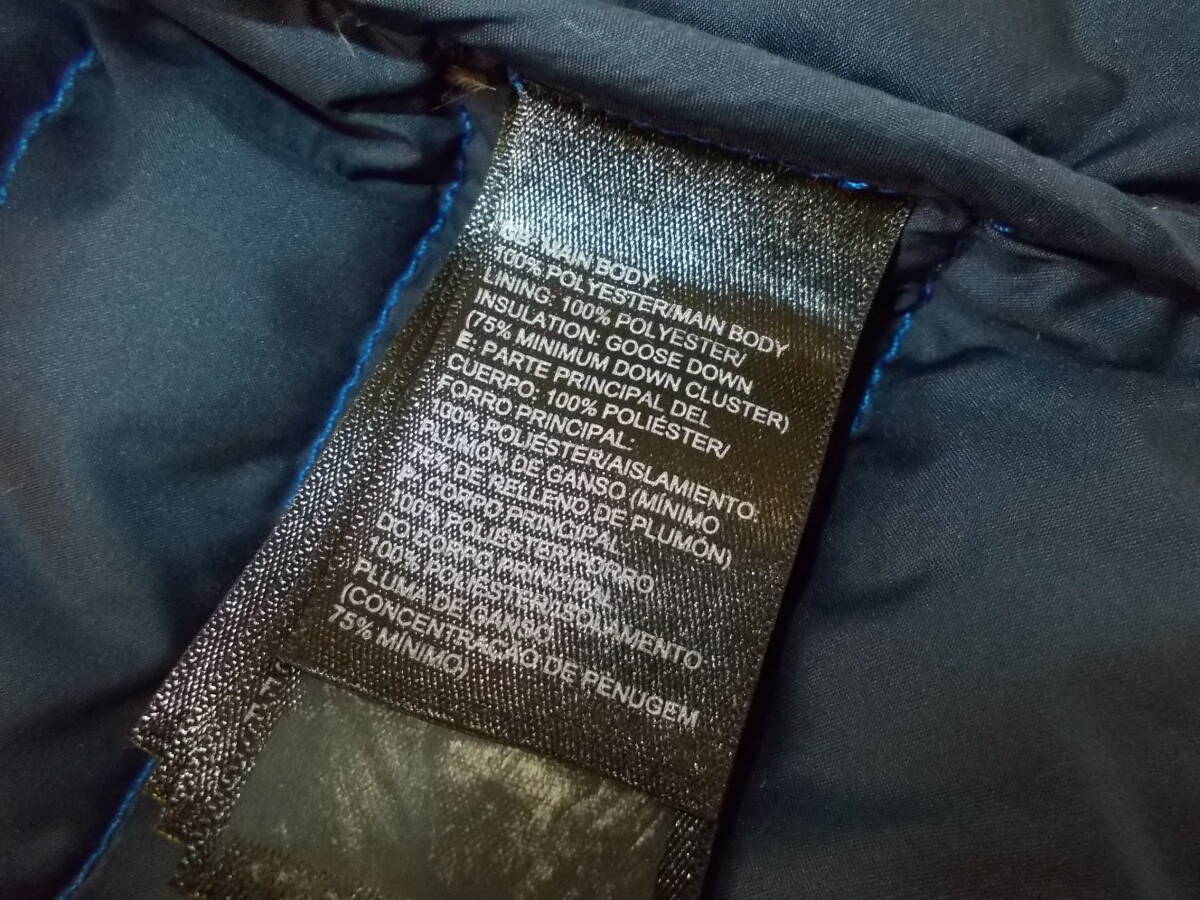 GB: MAIN BODY
100% POLYESTER/MAIN BODY
LINING: 100% POLYESTER/
INSULATION: GOOSE DOWN
(75% MINIMUM DOWN CLUSTER)
E: PARTE PRINCIPAL DEL
CUERPO: 100% POLIÉSTER/
FORRO PRINCIPAL:
100% POLIÉSTER/AISLAMIENTO:
PLUMÓN DE GANSO (MÍNIMO
75% DE RELLENO DE PLUMÓN)
P: CORPO PRINCIPAL
100% POLIÉSTER/FORRO
DO CORPO PRINCIPAL
100% POLIÉSTER/ISOLAMENTO
PLUMA DE GANSO
(CONCENTRAÇÃO DE PENUGEM
75% MÍNIMO)